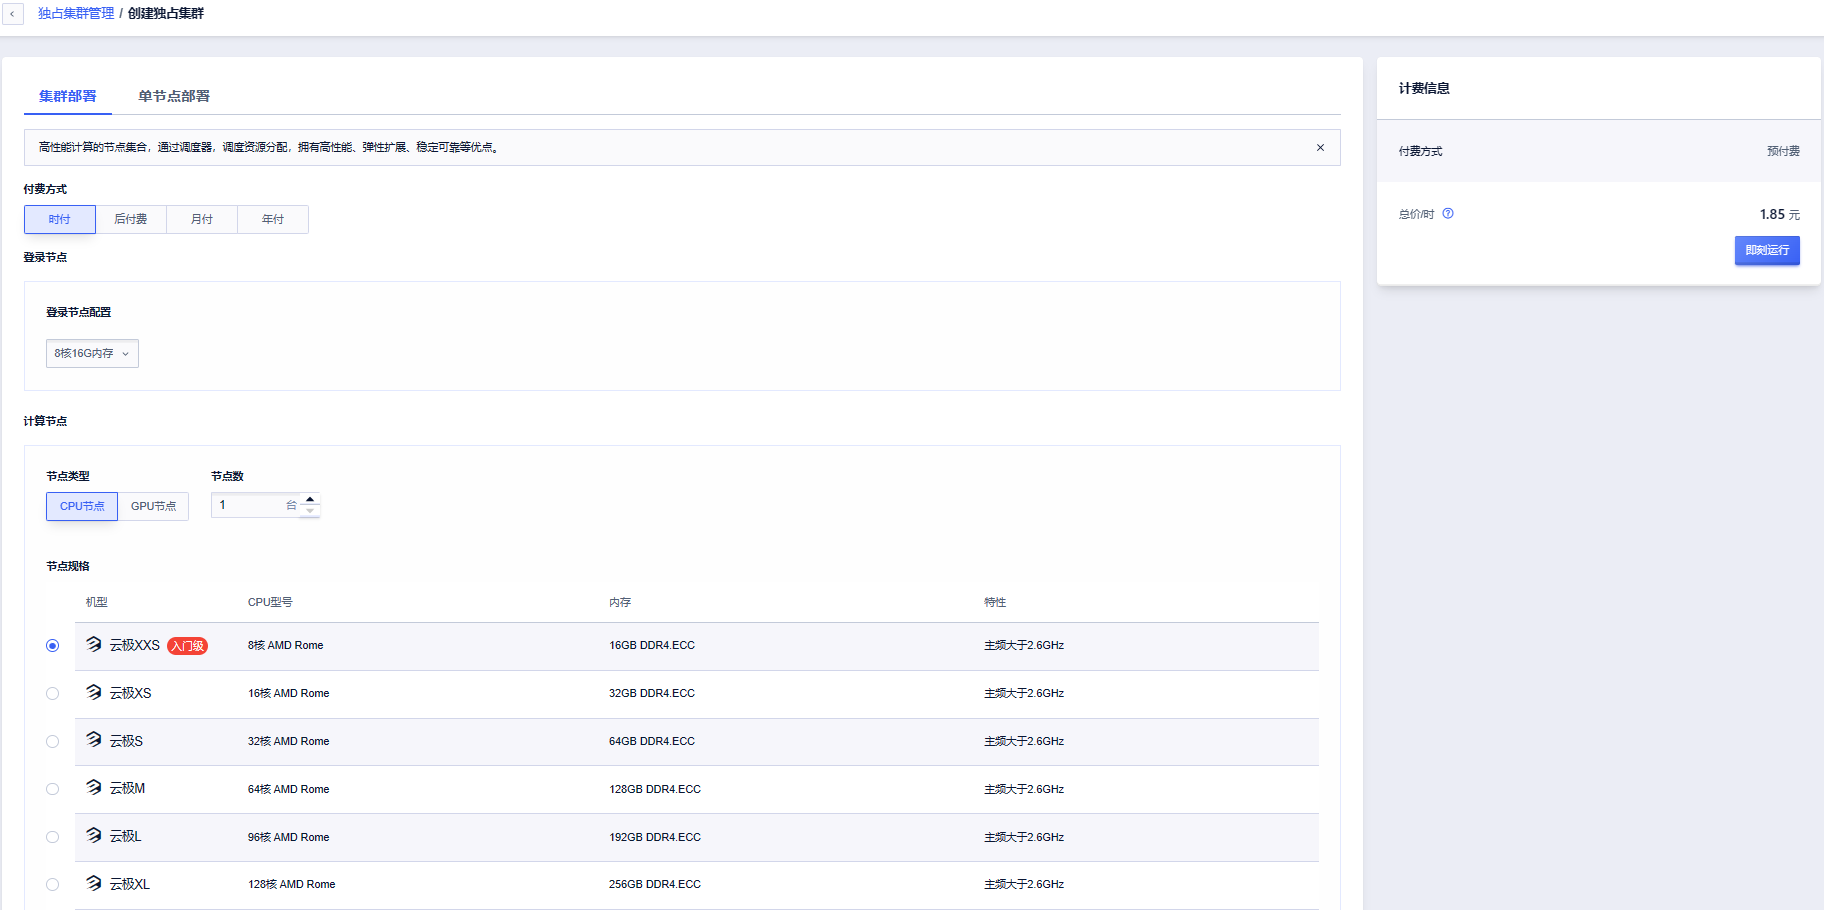 独占集群管理 / 创建独占集群
集群部署 单节点部署
高性能计算的节点集合，通过调度器，调度资源分配，拥有高性能、弹性扩展、稳定可靠等优点。
付费方式
时付 后付费 月付 年付
登录节点
登录节点配置
8核16G内存
计算节点
节点类型 节点数
CPU节点 GPU节点 1 台
节点规格
机型 CPU型号 内存 特性
云极XXS 入门级 8核 AMD Rome 16GB DDR4.ECC 主频大于2.6GHz
云极XS 16核 AMD Rome 32GB DDR4.ECC 主频大于2.6GHz
云极S 32核 AMD Rome 64GB DDR4.ECC 主频大于2.6GHz
云极M 64核 AMD Rome 128GB DDR4.ECC 主频大于2.6GHz
云极L 96核 AMD Rome 192GB DDR4.ECC 主频大于2.6GHz
云极XL 128核 AMD Rome 256GB DDR4.ECC 主频大于2.6GHz
计费信息
付费方式 预付费
总价/时 1.85 元
即刻运行